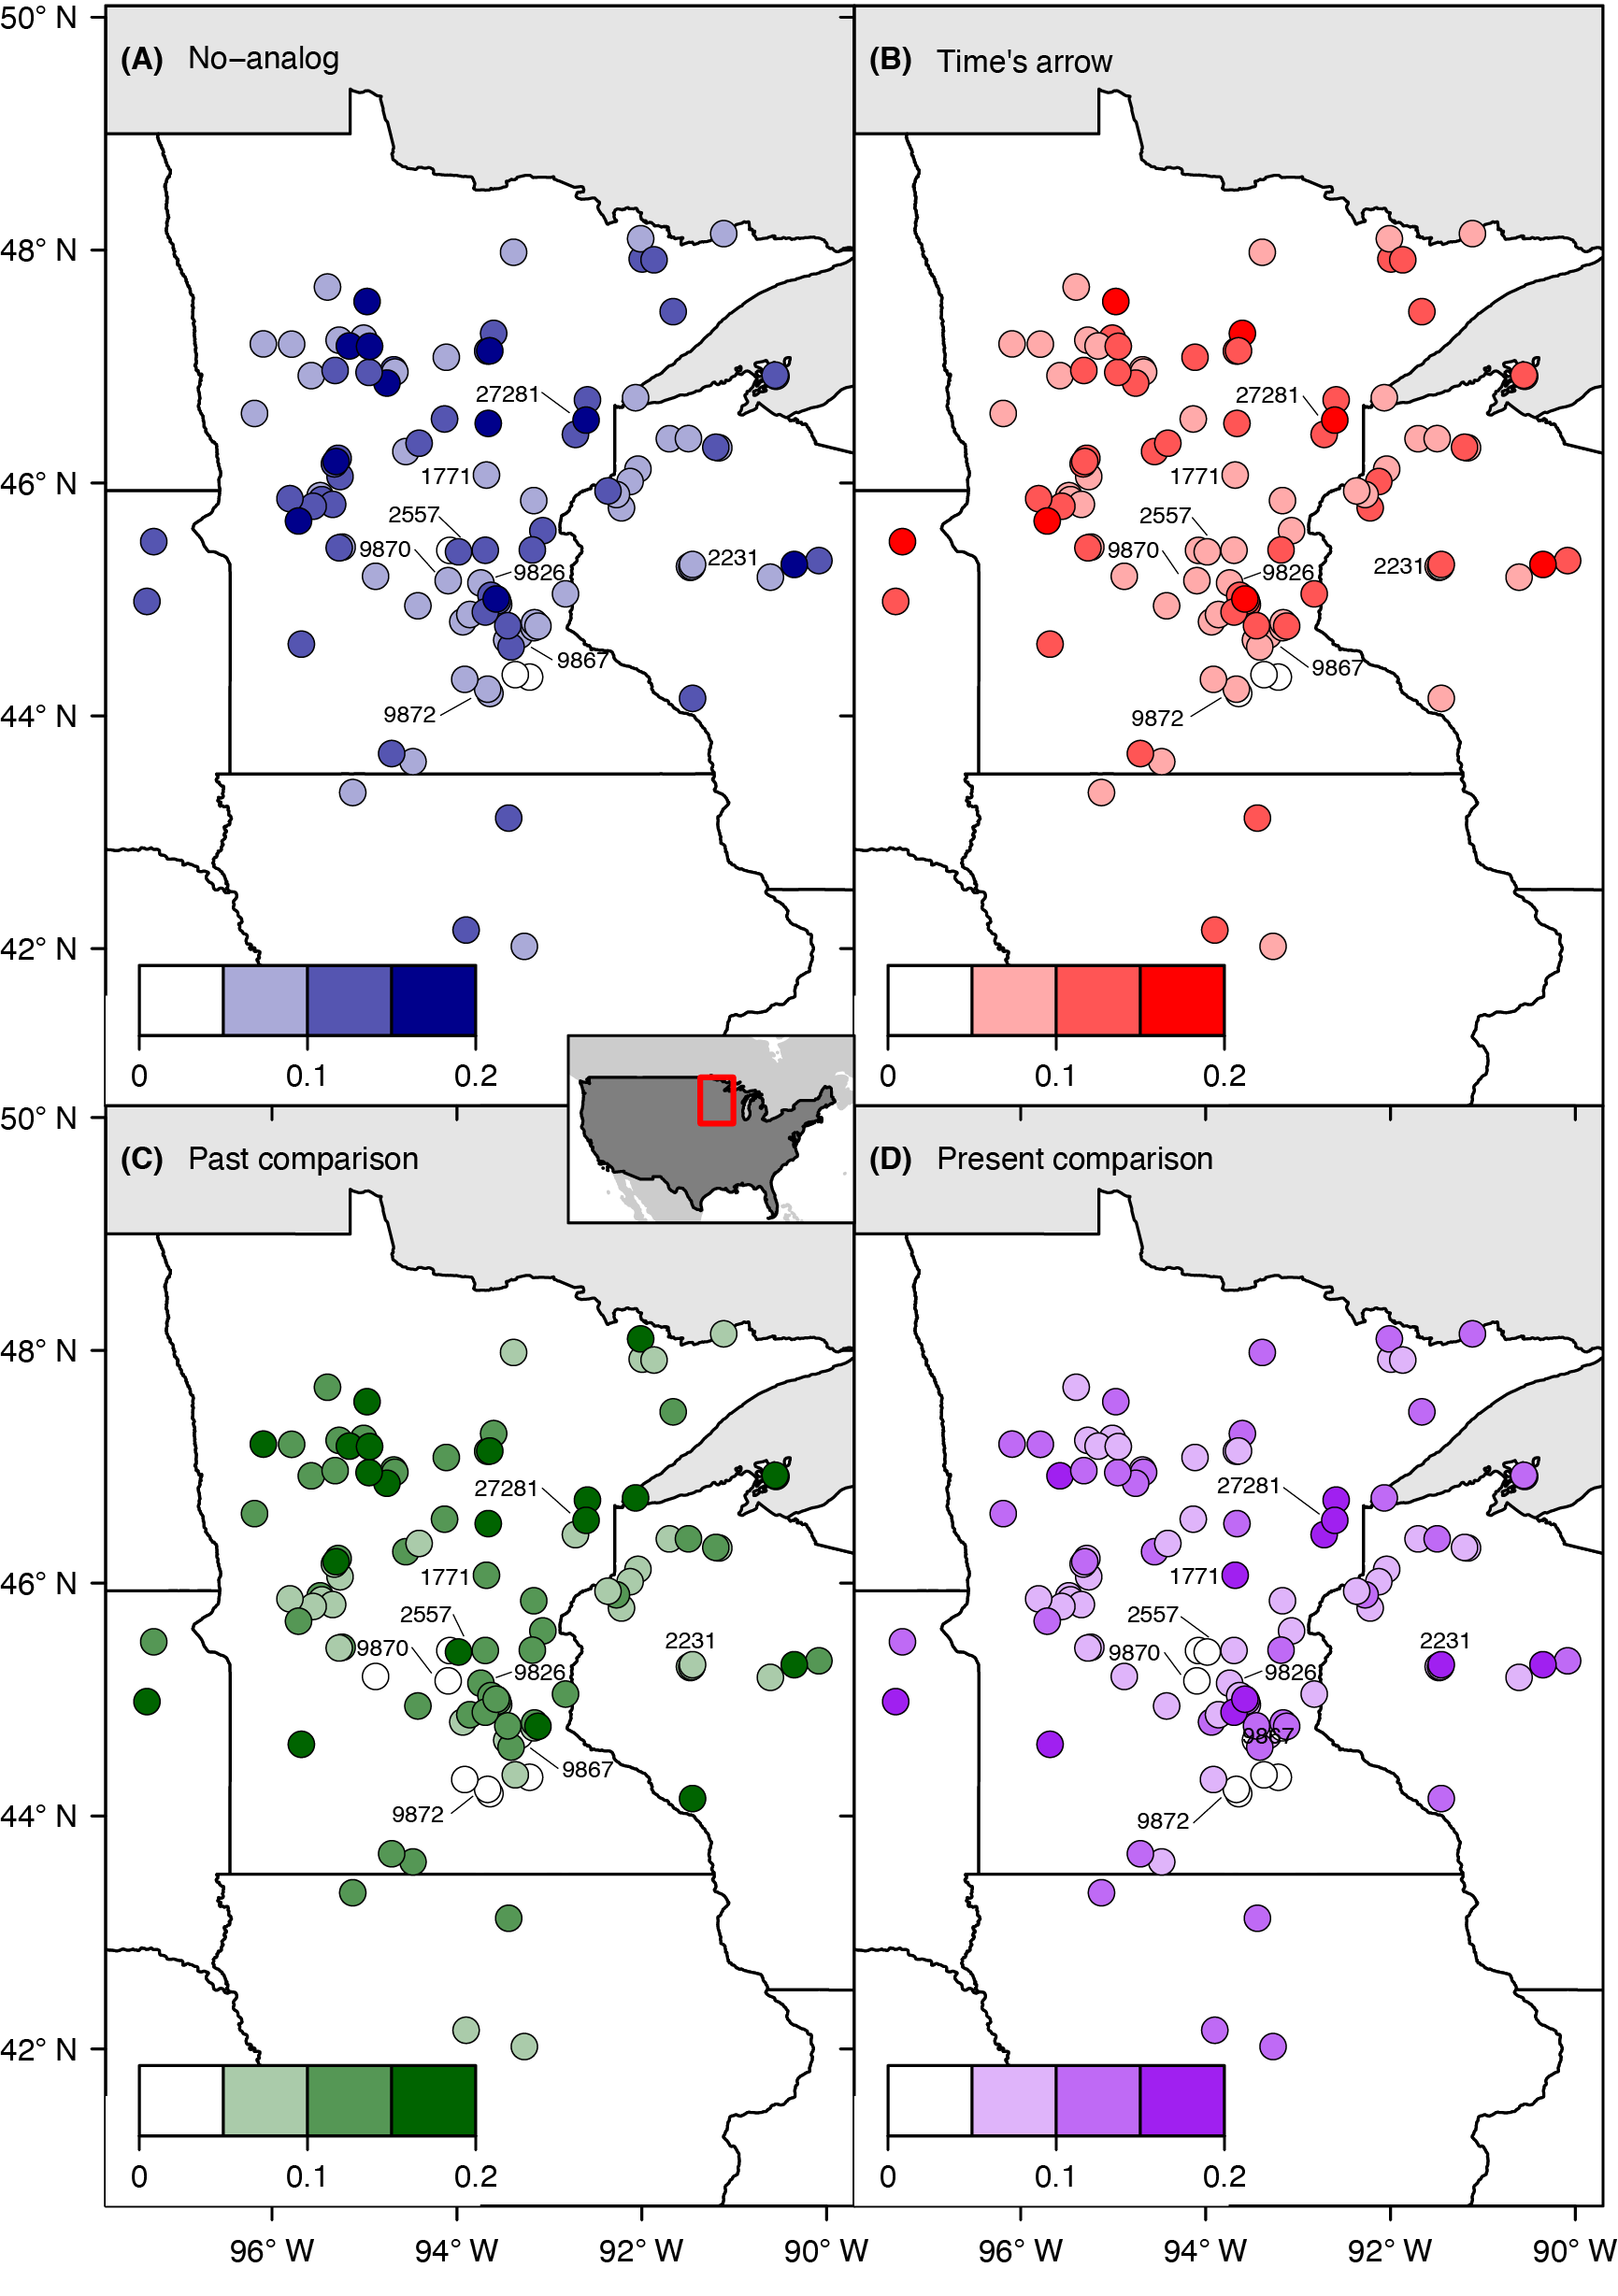 50° N
(A) No−analog
(B) Time's arrow
48° N
27281
27281
46° N
1771
1771
2557
2557
9870
9870
9826
2231
9826
2231
9867
9867
44° N
9872
9872
42° N
0 0.1 0.2
0 0.1 0.2
50° N
(C) Past comparison
(D) Present comparison
48° N
27281
27281
46° N
1771
1771
2557
2557
9870
2231
9870
2231
9826
9826
9867
9867
44° N
9872
9872
42° N
0 0.1 0.2
0 0.1 0.2
96° W 94° W 92° W 90° W 96° W 94° W 92° W 90° W